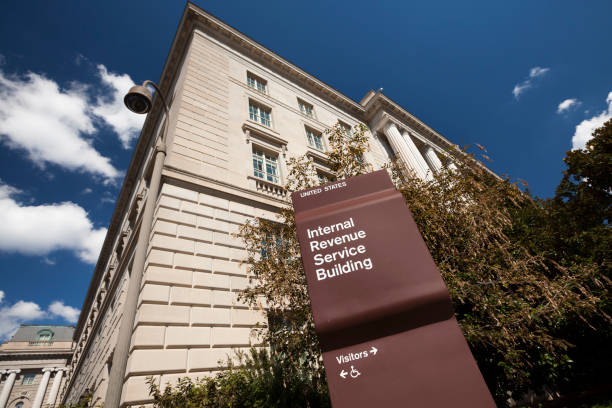 UNITED STATES
Internal
Revenue
Service
Building
Visitors →
←